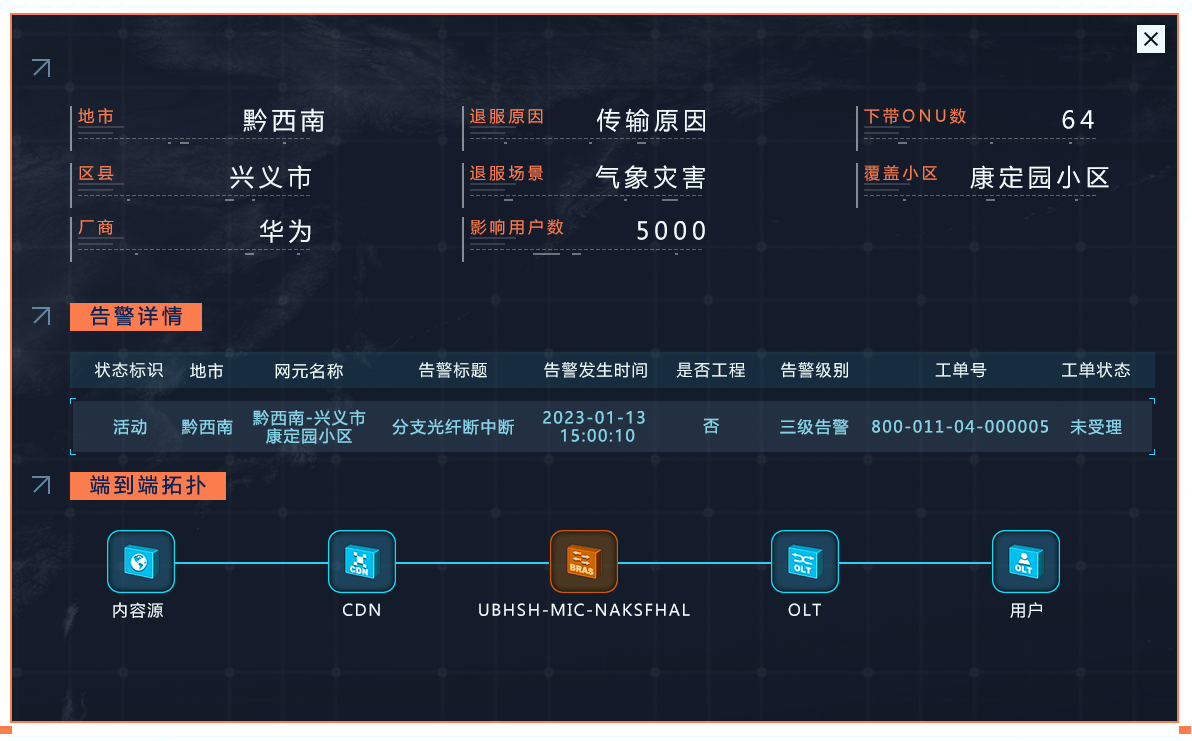 地市 黔西南 退服原因 传输原因 下带ONU数 64
区县 兴义市 退服场景 气象灾害 覆盖小区 康定园小区
厂商 华为 影响用户数 5000
告警详情
状态标识 地市 网元名称 告警标题 告警发生时间 是否工程 告警级别 工单号 工单状态
活动 黔西南 黔西南-兴义市 分支光纤断中断 2023-01-13 否 三级告警 800-011-04-000005 未受理
康定园小区 15:00:10
端到端拓扑
CDN BRAS OLT OLT
内容源 CDN UBHSH-MIC-NAKSFHAL OLT 用户